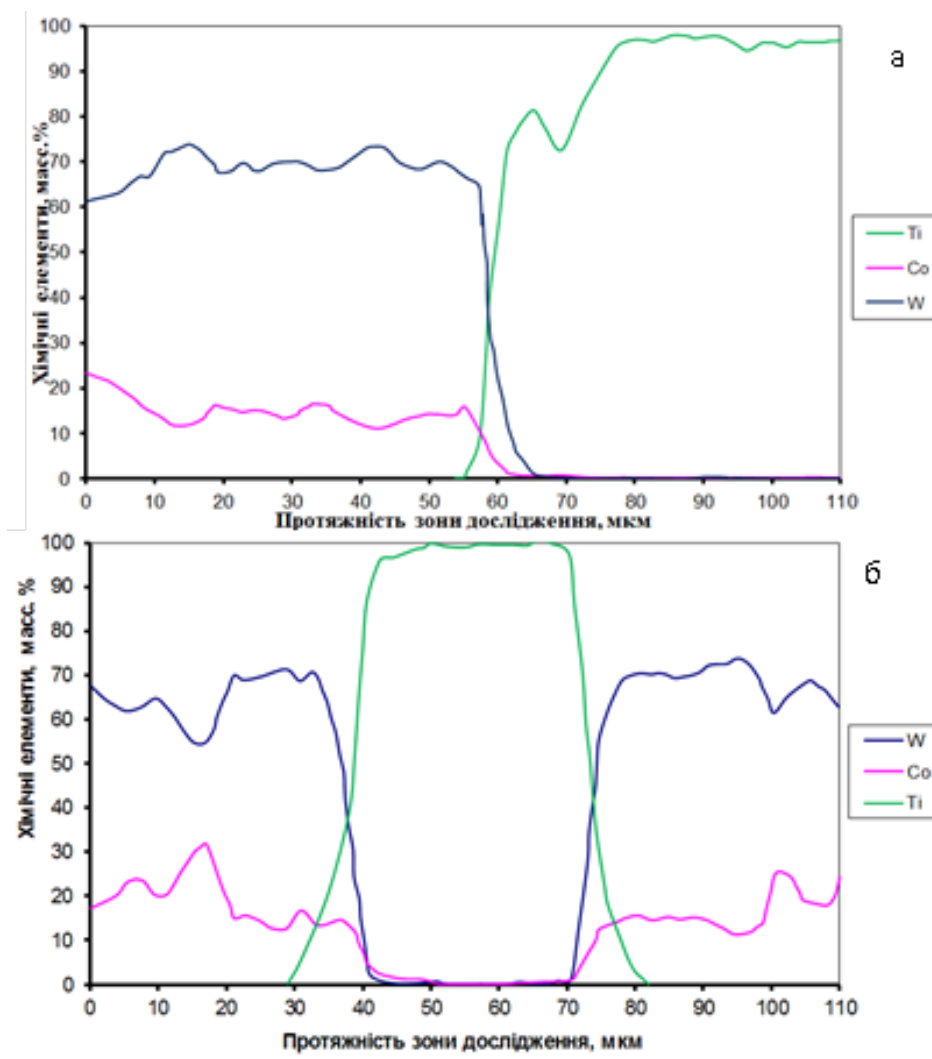 а
Хімічні елементи, масс.%
100
90
80
70
60
50
40
30
20
10
0
0 10 20 30 40 50 60 70 80 90 100 110
Протяжність зони дослідження, мкм
Ti
Co
W
б
Хімічні елементи, масс. %
100
90
80
70
60
50
40
30
20
10
0
0 10 20 30 40 50 60 70 80 90 100 110
Протяжність зони дослідження, мкм
W
Co
Ti